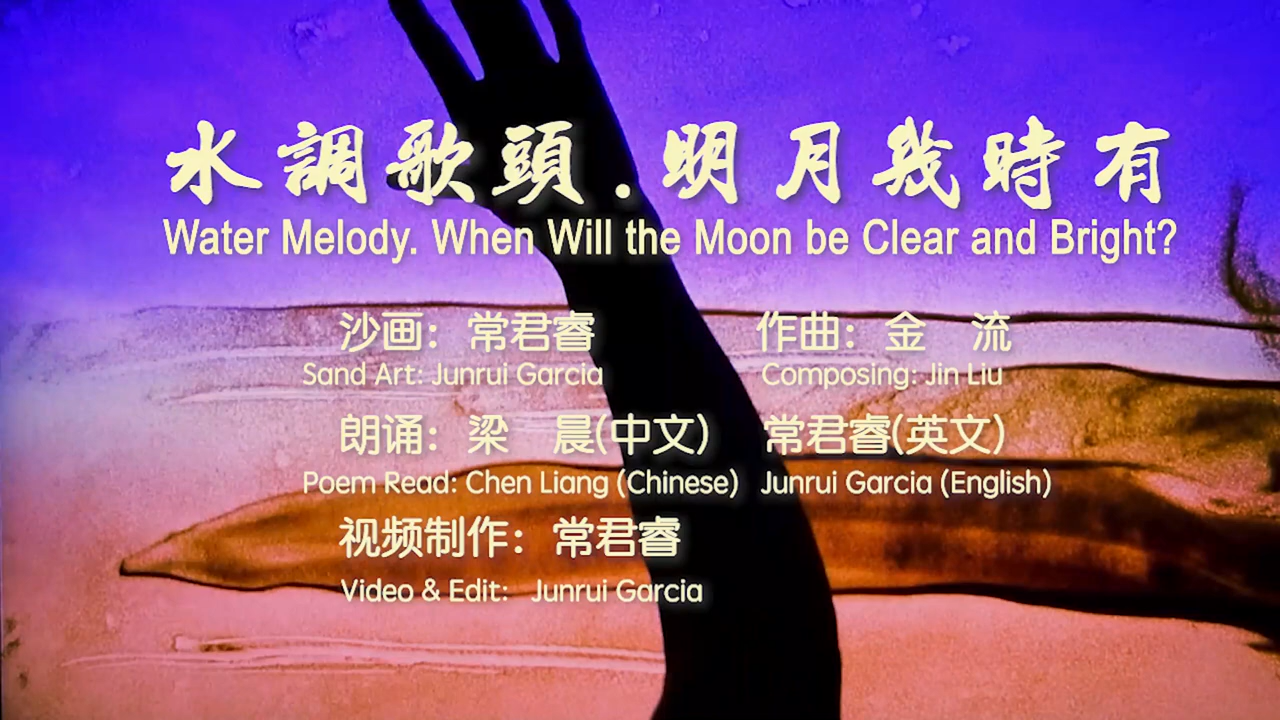 水調歌頭.明月幾時有
Water Melody. When Will the Moon be Clear and Bright?
沙画：常君睿 作曲：金 流
Sand Art: Junrui Garcia Composing: Jin Liu
朗诵：梁 晨(中文) 常君睿(英文)
Poem Read: Chen Liang (Chinese) Junrui Garcia (English)
视频制作：常君睿
Video & Edit: Junrui Garcia